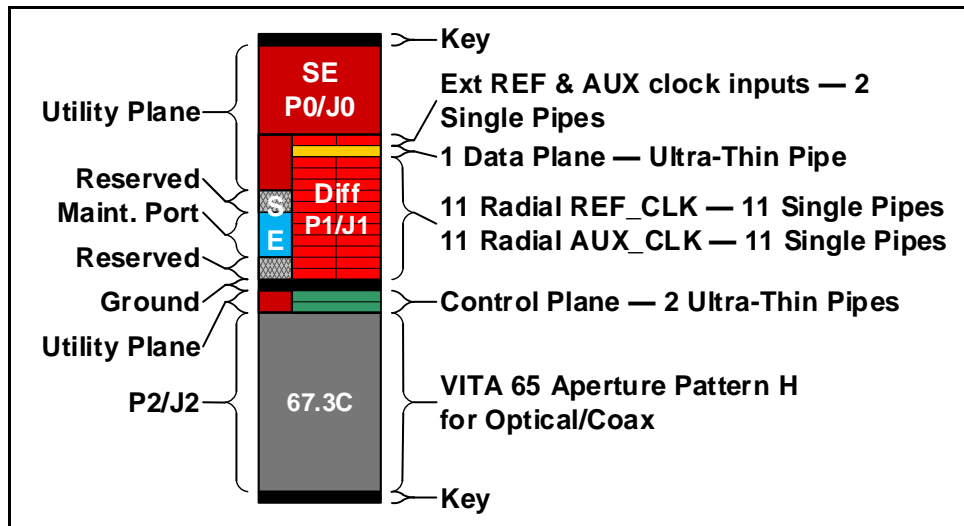 Key
SE
P0/J0
Utility Plane
Ext REF & AUX clock inputs — 2
Single Pipes
1 Data Plane — Ultra-Thin Pipe
Reserved
Maint. Port
Reserved
S
E
Diff
P1/J1
11 Radial REF_CLK — 11 Single Pipes
11 Radial AUX_CLK — 11 Single Pipes
Ground
Utility Plane
Control Plane — 2 Ultra-Thin Pipes
P2/J2
67.3C
VITA 65 Aperture Pattern H
for Optical/Coax
Key